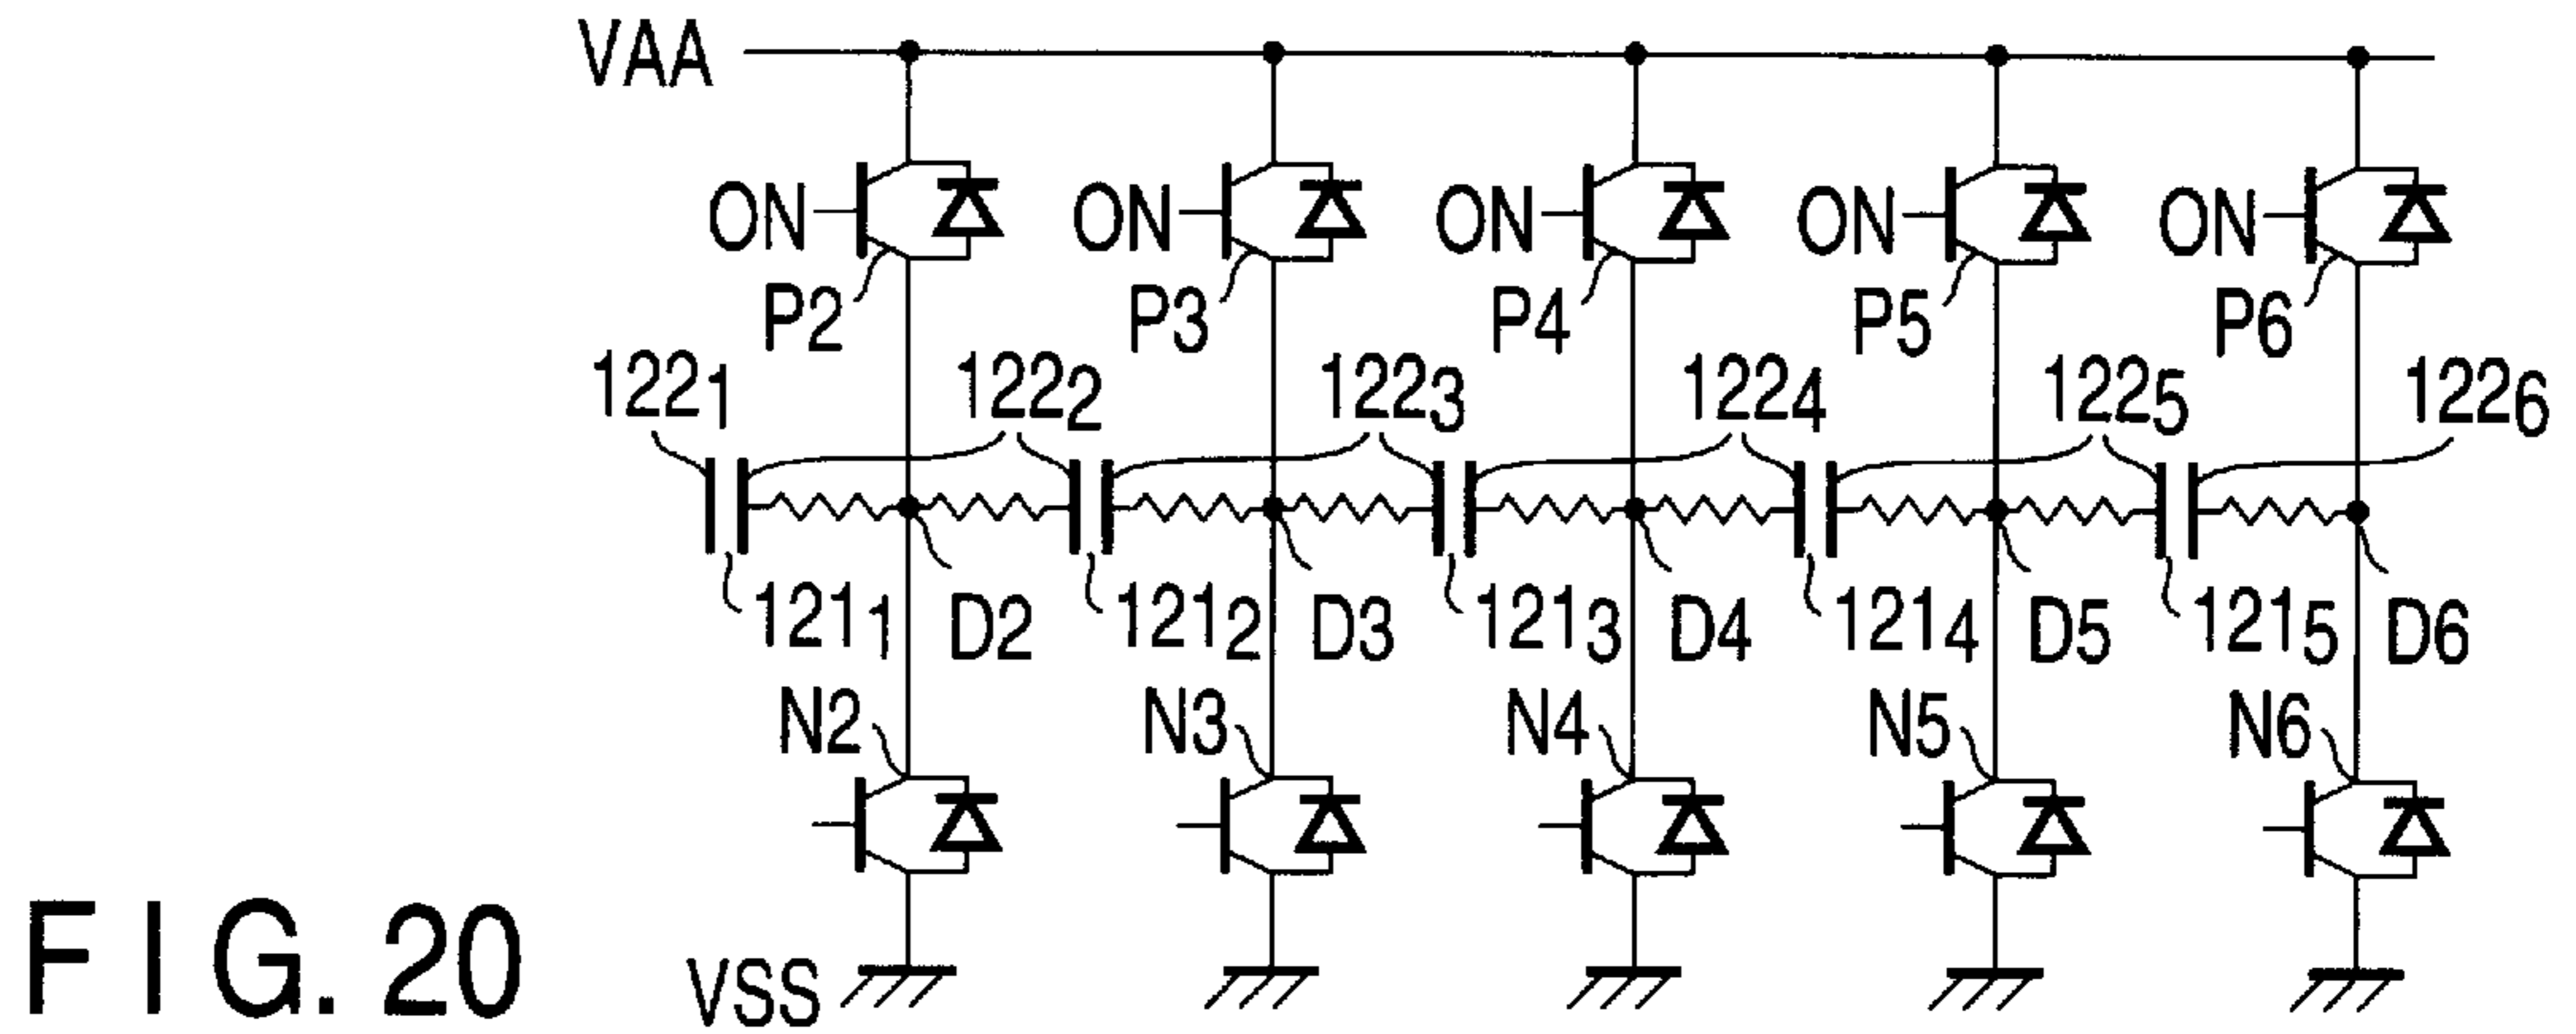 VAA
ON ON ON ON ON
P2 P3 P4 P5 P6
122₁ 122₂ 122₃ 122₄ 122₅ 122₆
121₁ D2 121₂ D3 121₃ D4 121₄ D5 121₅ D6
N2 N3 N4 N5 N6
VSS
FIG. 20